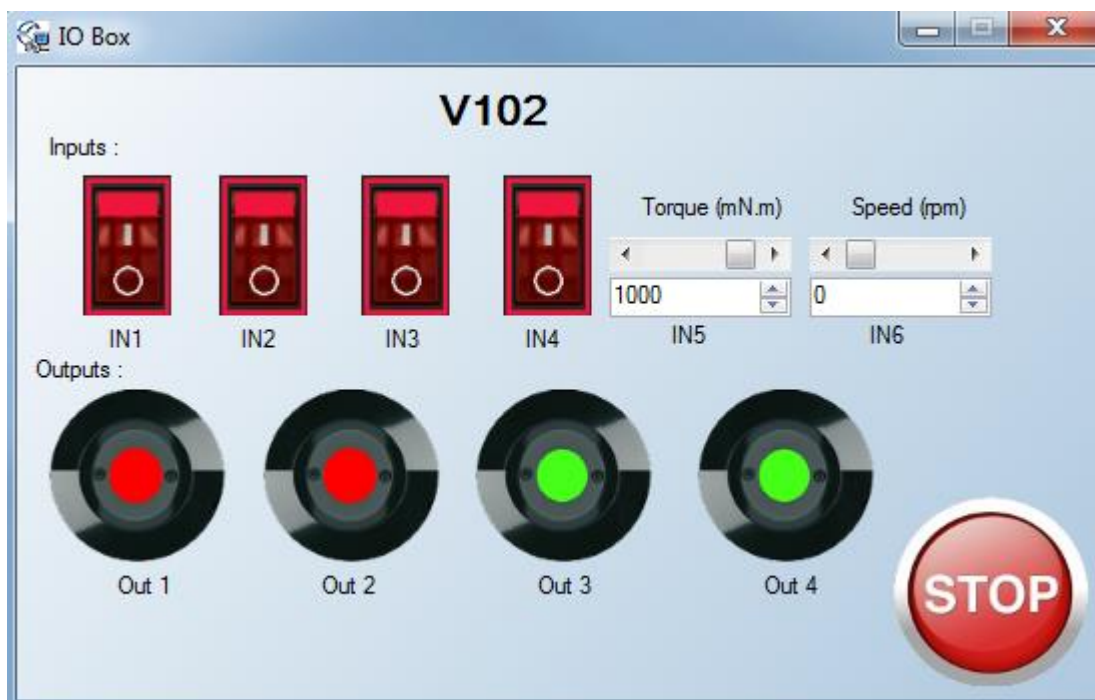 IO Box
V102
Inputs :
Torque (mN.m)
Speed (rpm)
1000
0
IN1
IN2
IN3
IN4
IN5
IN6
Outputs :
Out 1
Out 2
Out 3
Out 4
STOP